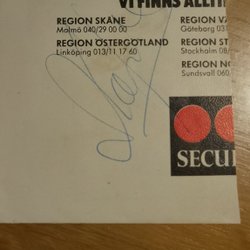 VI FINNS ALLTI
REGION SKÅNE
Malmö 040/29 00 00
REGION ÖSTERGÖTLAND
Linköping 013/11 17 60
REGION VÄ
Göteborg 031
REGION ST
Stockholm 08/
REGION NO
Sundsvall 060
SECU